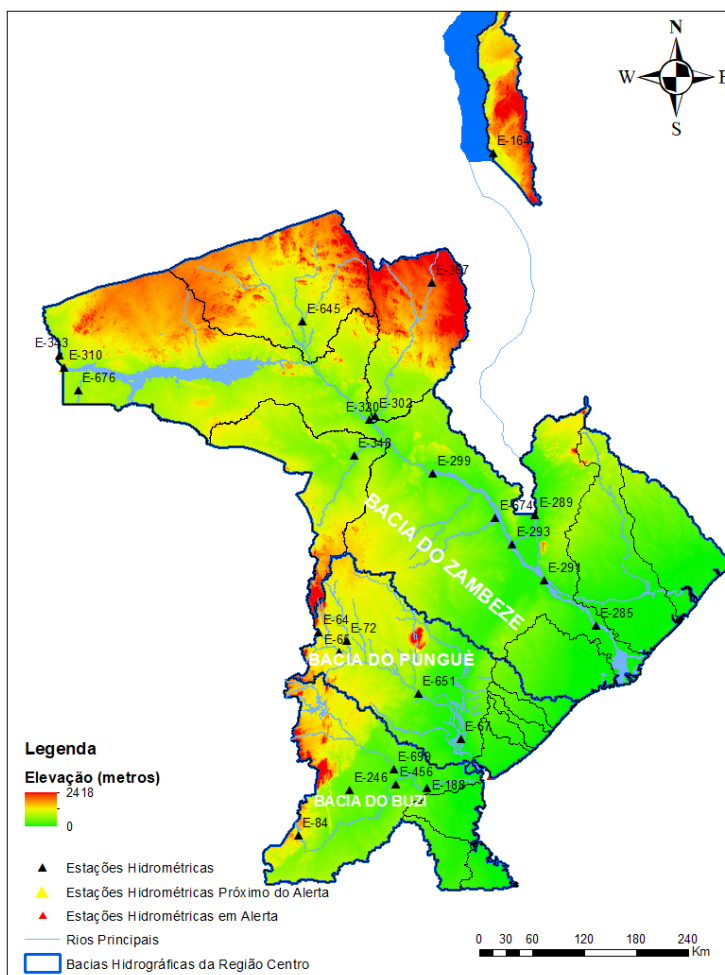 N
W
E
S
E-164
E-367
E-645
E-343
E-310
E-676
E-320
E-302
E-348
E-299
E-674
E-289
E-293
BACIA DO ZAMBEZE
E-291
E-285
E-64
E-72
E-65
BACIA DO PUNGUÈ
E-651
E-67
E-699
E-246
E-456
E-188
BACIA DO BUZI
E-84
Legenda
Elevação (metros)
2418
0
Estações Hidrométricas
Estações Hidrométricas Próximo do Alerta
Estações Hidrométricas em Alerta
Rios Principais
Bacias Hidrográficas da Região Centro
0 30 60 120 180 240
Km